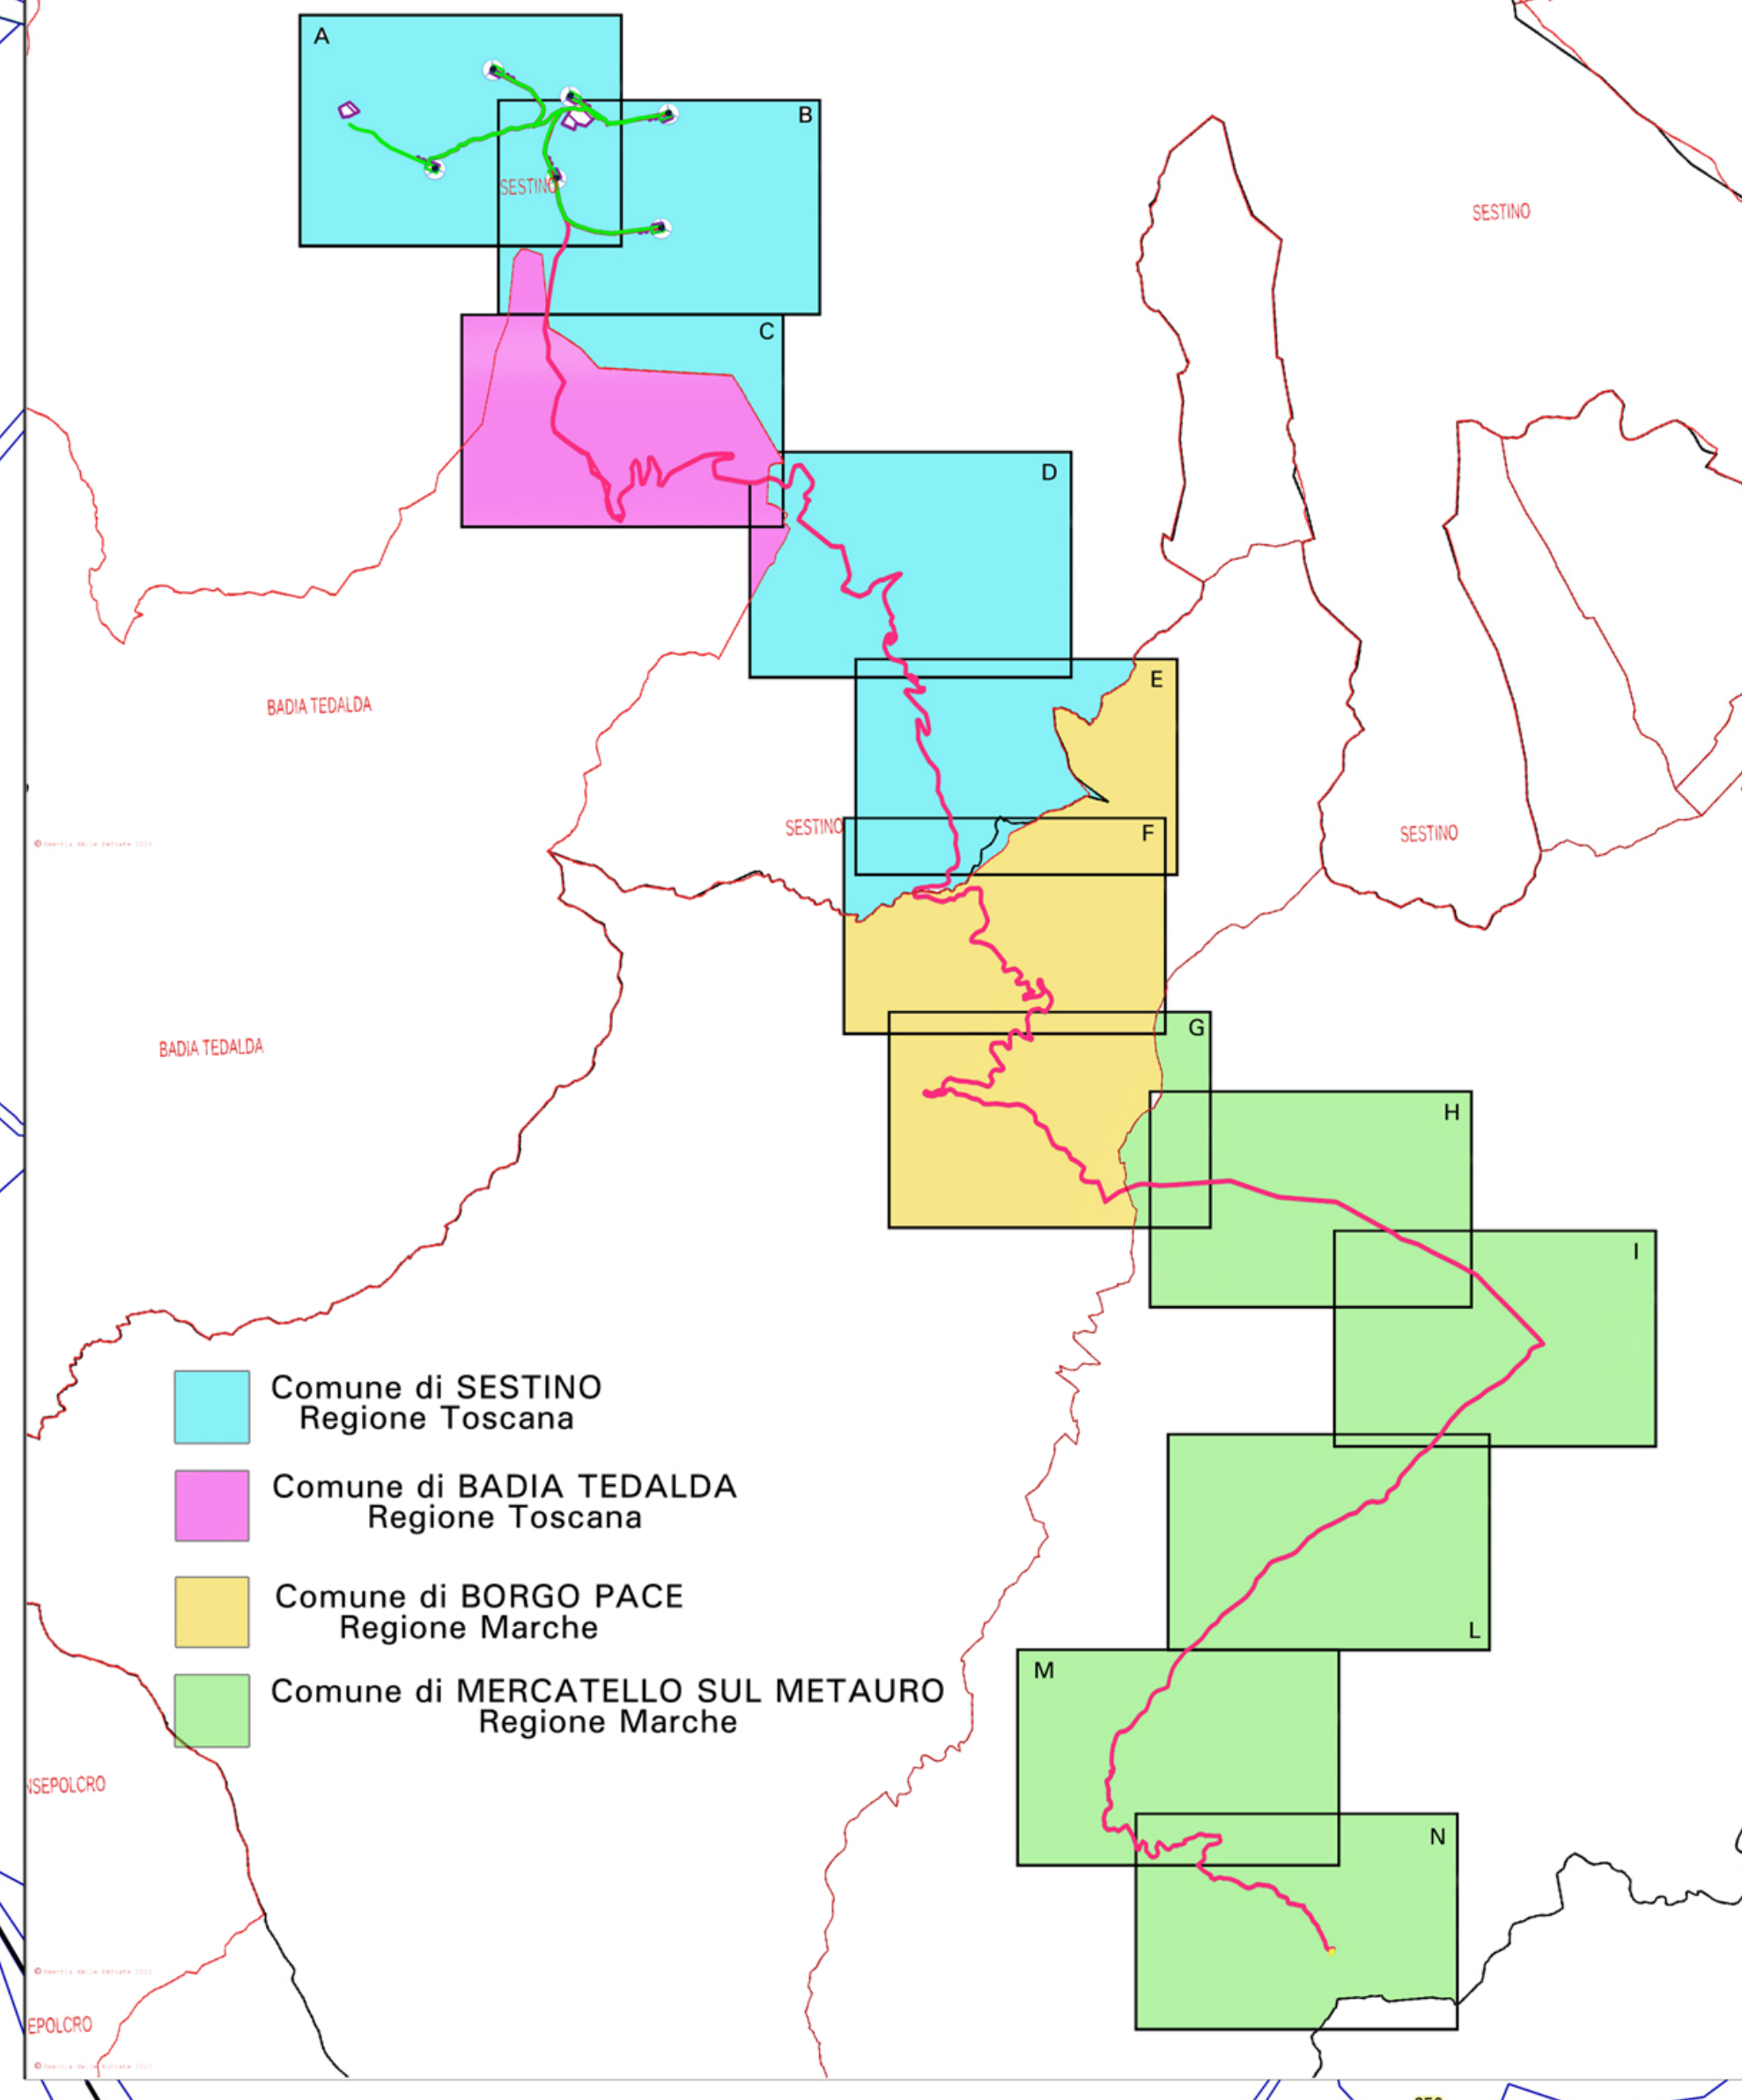 A
B
SESTINO
SESTINO
C
D
BADIA TEDALDA
E
SESTINO
F
SESTINO
G
BADIA TEDALDA
H
I
Comune di SESTINO
Regione Toscana
Comune di BADIA TEDALDA
Regione Toscana
Comune di BORGO PACE
Regione Marche
L
M
Comune di MERCATELLO SUL METAURO
Regione Marche
NSEPOLCRO
N
EPOLCRO